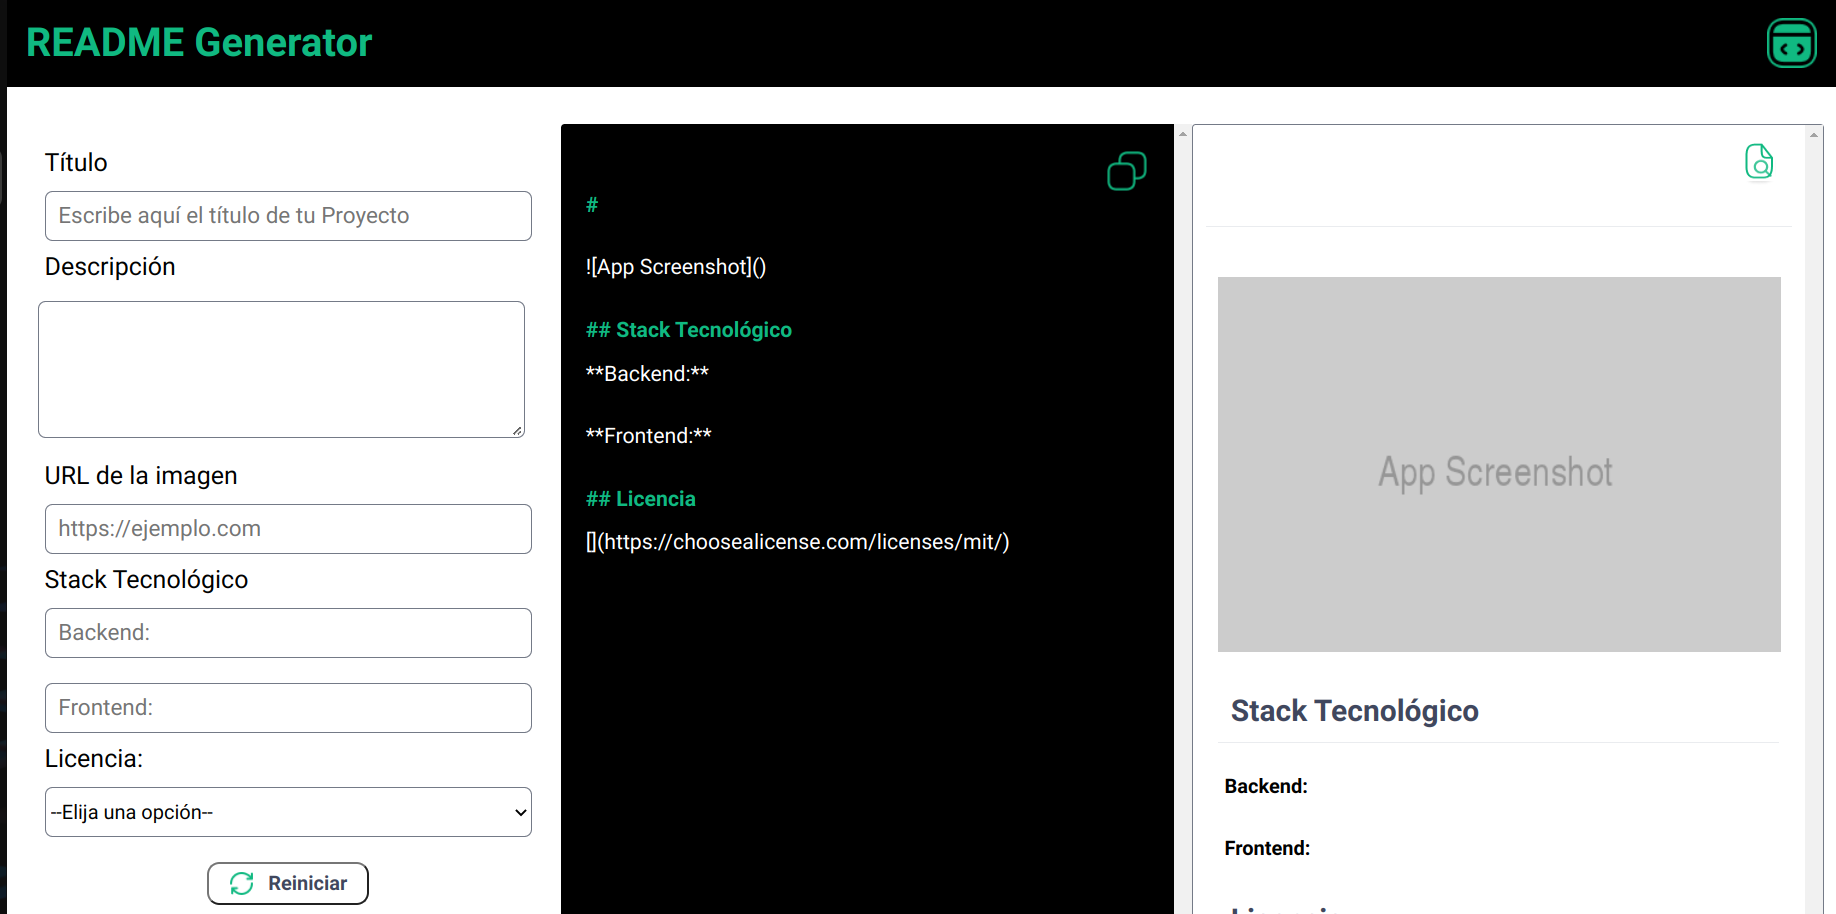 README Generator
Título
Escribe aquí el título de tu Proyecto
Descripción
URL de la imagen
https://ejemplo.com
Stack Tecnológico
Backend:
Frontend:
Licencia:
--Elija una opción--
Reiniciar
#
![App Screenshot]()
## Stack Tecnológico
**Backend:**
**Frontend:**
## Licencia
[](https://choosealicense.com/licenses/mit/)
App Screenshot
Stack Tecnológico
Backend:
Frontend: